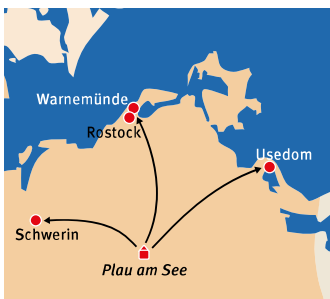 Warnemünde
Rostock
Usedom
Schwerin
Plau am See